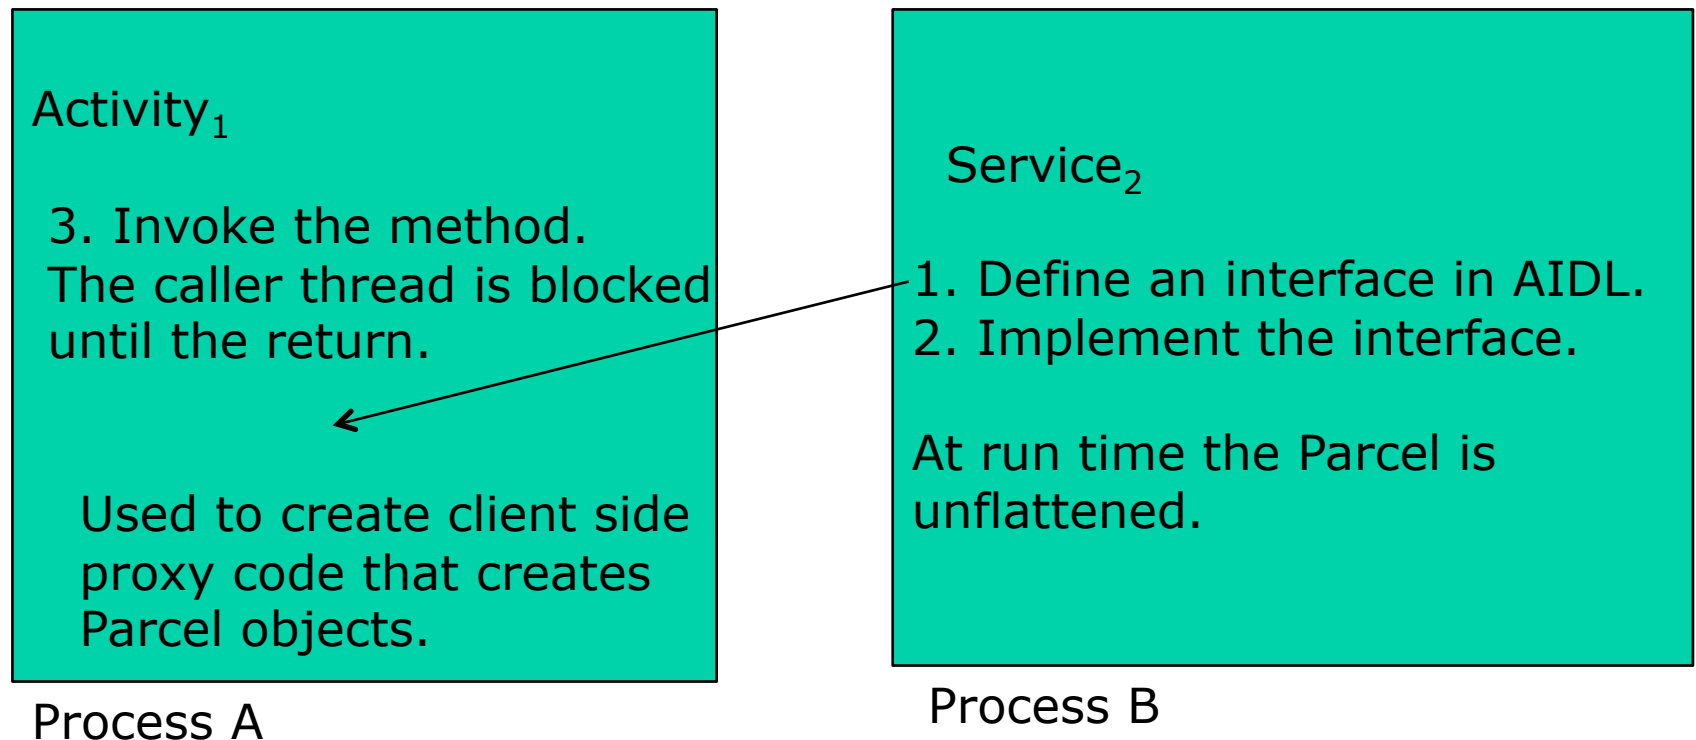 Activity₁
3. Invoke the method.
The caller thread is blocked
until the return.
Used to create client side
proxy code that creates
Parcel objects.
Process A
Service₂
1. Define an interface in AIDL.
2. Implement the interface.
At run time the Parcel is
unflattened.
Process B